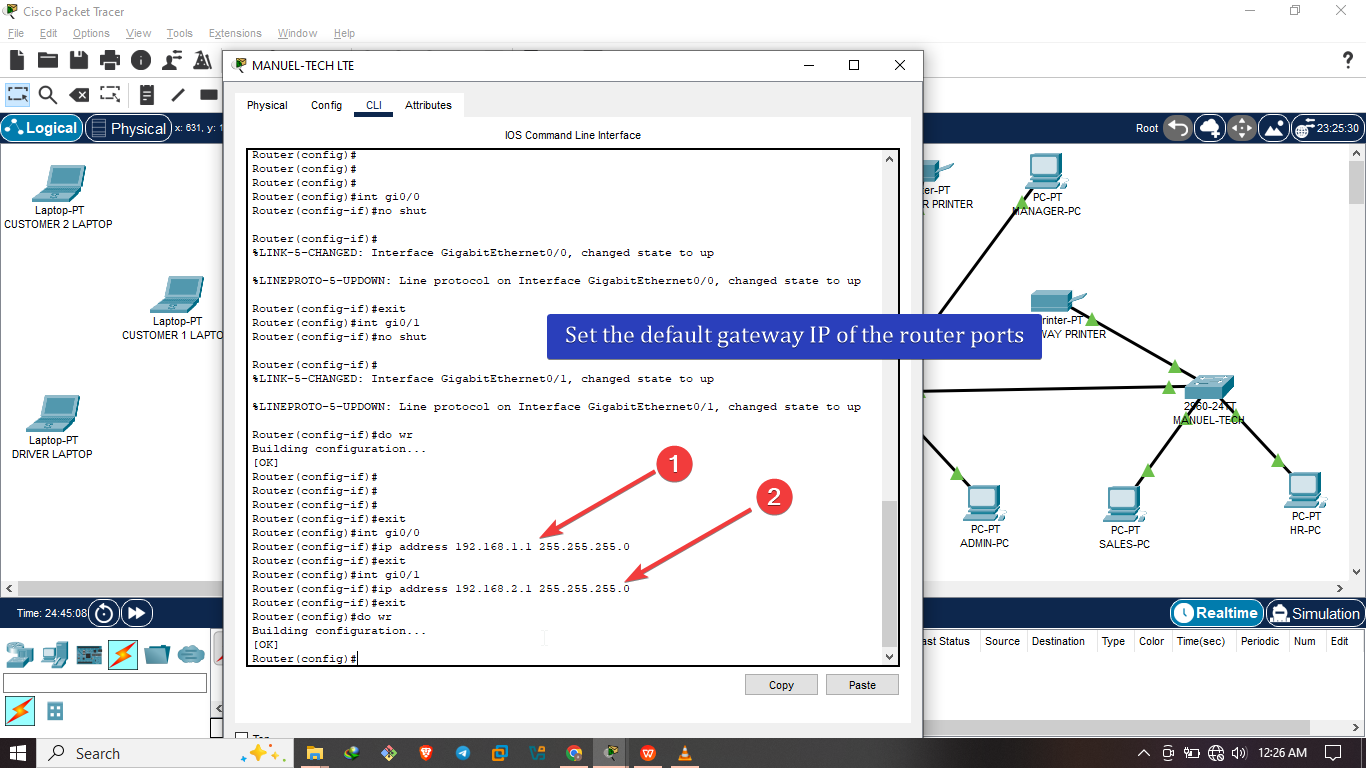 Cisco Packet Tracer
File Edit Options View Tools Extensions Window Help
MANUEL-TECH LTE
Physical Config CLI Attributes
Logical Physical x: 631, y: 1
Root 23:25:30
IOS Command Line Interface
Router(config)#
Router(config)#
Router(config)#
Router(config)#int gi0/0
Router(config-if)#no shut
Router(config-if)#
%LINK-5-CHANGED: Interface GigabitEthernet0/0, changed state to up
%LINEPROTO-5-UPDOWN: Line protocol on Interface GigabitEthernet0/0, changed state to up
Router(config-if)#exit
Router(config)#int gi0/1
Router(config-if)#no shut
Router(config-if)#
%LINK-5-CHANGED: Interface GigabitEthernet0/1, changed state to up
%LINEPROTO-5-UPDOWN: Line protocol on Interface GigabitEthernet0/1, changed state to up
Router(config-if)#do wr
Building configuration...
[OK]
Router(config-if)#
Router(config-if)#
Router(config-if)#
Router(config-if)#exit
Router(config)#int gi0/0
Router(config-if)#ip address 192.168.1.1 255.255.255.0
Router(config-if)#exit
Router(config)#int gi0/1
Router(config-if)#ip address 192.168.2.1 255.255.255.0
Router(config-if)#exit
Router(config)#do wr
Building configuration...
[OK]
Router(config)#
Set the default gateway IP of the router ports
1
2
Copy Paste
Laptop-PT
CUSTOMER 2 LAPTOP
Laptop-PT
CUSTOMER 1 LAPTO
Laptop-PT
DRIVER LAPTOP
er-PT
R PRINTER
PC-PT
MANAGER-PC
rinter-PT
WAY PRINTER
2960-24TT
MANUEL-TECH
PC-PT
ADMIN-PC
PC-PT
SALES-PC
PC-PT
HR-PC
Time: 24:45:08
Realtime Simulation
ast Status Source Destination Type Color Time(sec) Periodic Num Edit
Search
12:26 AM